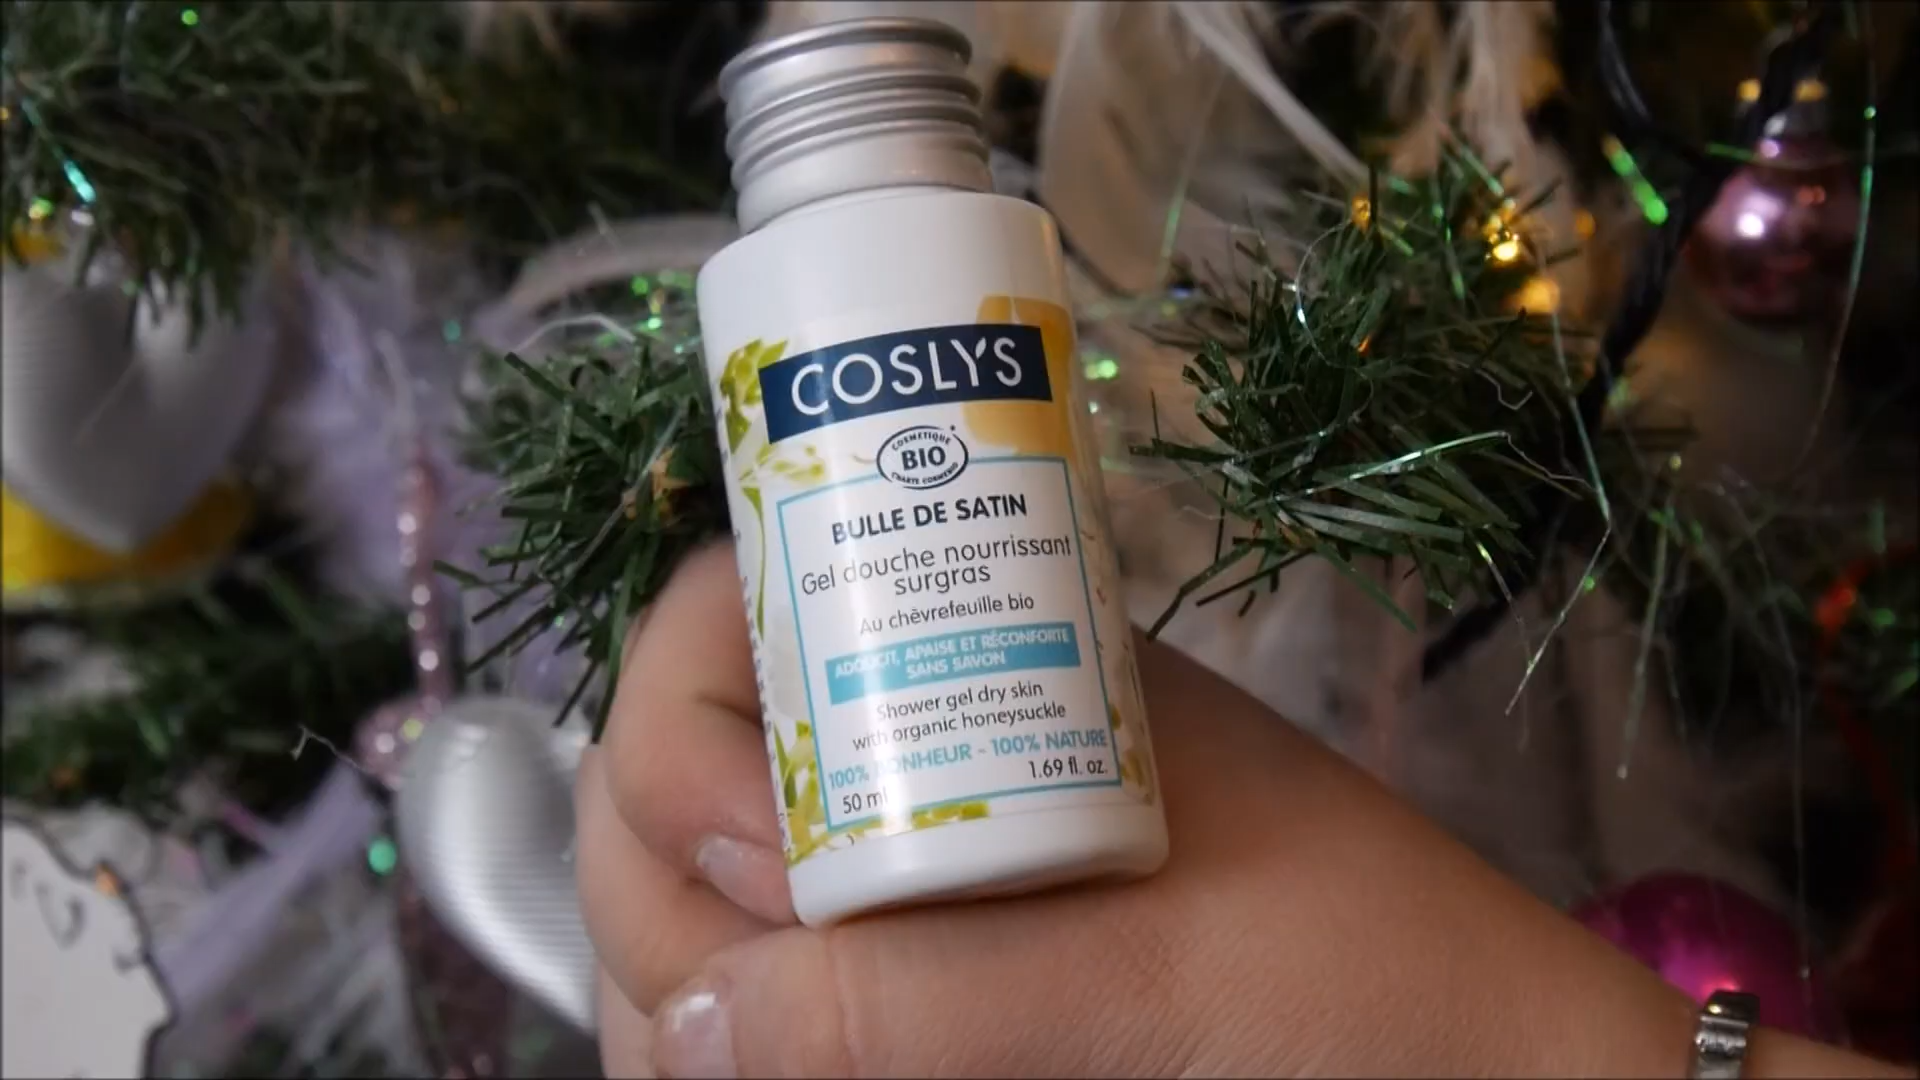 COSLYS
COSMETIQUE
BIO
CHARTE COSMEBIO
BULLE DE SATIN
Gel douche nourrissant
surgras
Au chèvrefeuille bio
ADOUCIT, APAISE ET RÉCONFORTE
SANS SAVON
Shower gel dry skin
with organic honeysuckle
100% BONHEUR - 100% NATURE
50 ml 1.69 fl. oz.